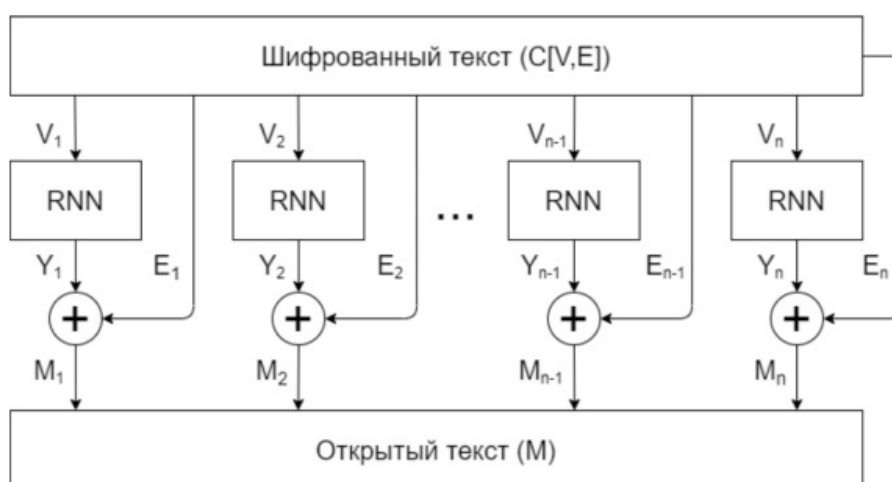 Шифрованный текст (C[V,E])
V₁ V₂ Vₙ₋₁ Vₙ
RNN RNN ... RNN RNN
Y₁ E₁ Y₂ E₂ Yₙ₋₁ Eₙ₋₁ Yₙ Eₙ
+ + + +
M₁ M₂ Mₙ₋₁ Mₙ
Открытый текст (M)